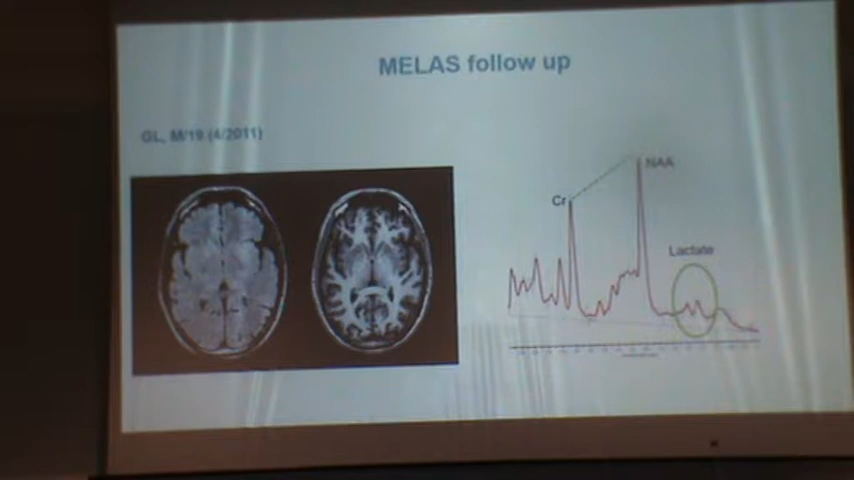 MELAS follow up
GL, M/19 (4/2011)
NAA
Cr
Lactate